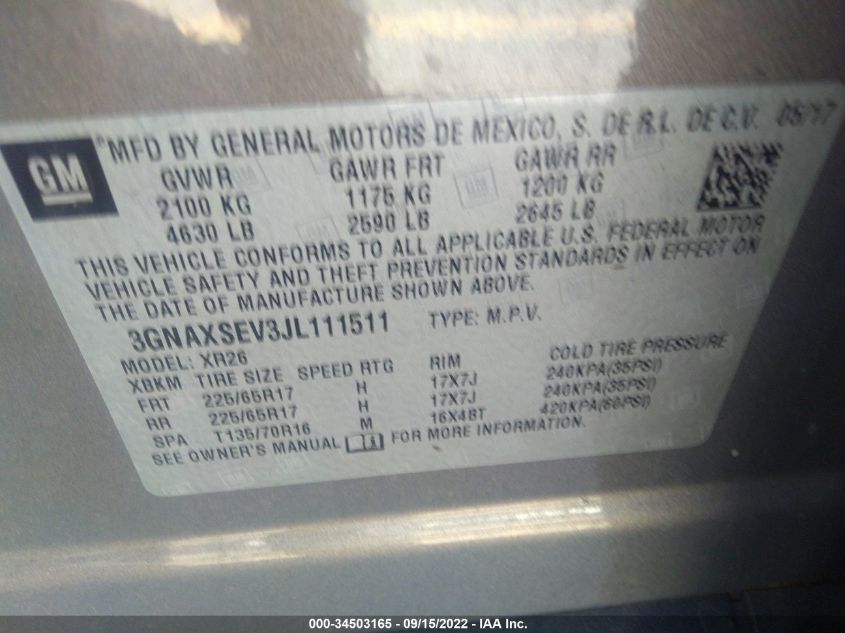 GM
MFD BY GENERAL MOTORS DE MEXICO, S. DE R.L. DE C.V. 05/17
GVWR GAWR FRT GAWR RR
2100 KG 1175 KG 1200 KG
4630 LB 2590 LB 2645 LB
THIS VEHICLE CONFORMS TO ALL APPLICABLE U.S. FEDERAL MOTOR
VEHICLE SAFETY AND THEFT PREVENTION STANDARDS IN EFFECT ON
THE DATE OF MANUFACTURE SHOWN ABOVE.
3GNAXSEV3JL111511 TYPE: M.P.V.
MODEL: XR26
XBKM TIRE SIZE SPEED RTG RIM COLD TIRE PRESSURE
FRT 225/65R17 H 17X7J 240KPA(35PSI)
RR 225/65R17 H 17X7J 240KPA(35PSI)
SPA T135/70R16 M 16X4BT 420KPA(60PSI)
SEE OWNER'S MANUAL FOR MORE INFORMATION.
000-34503165 - 09/15/2022 - IAA Inc.